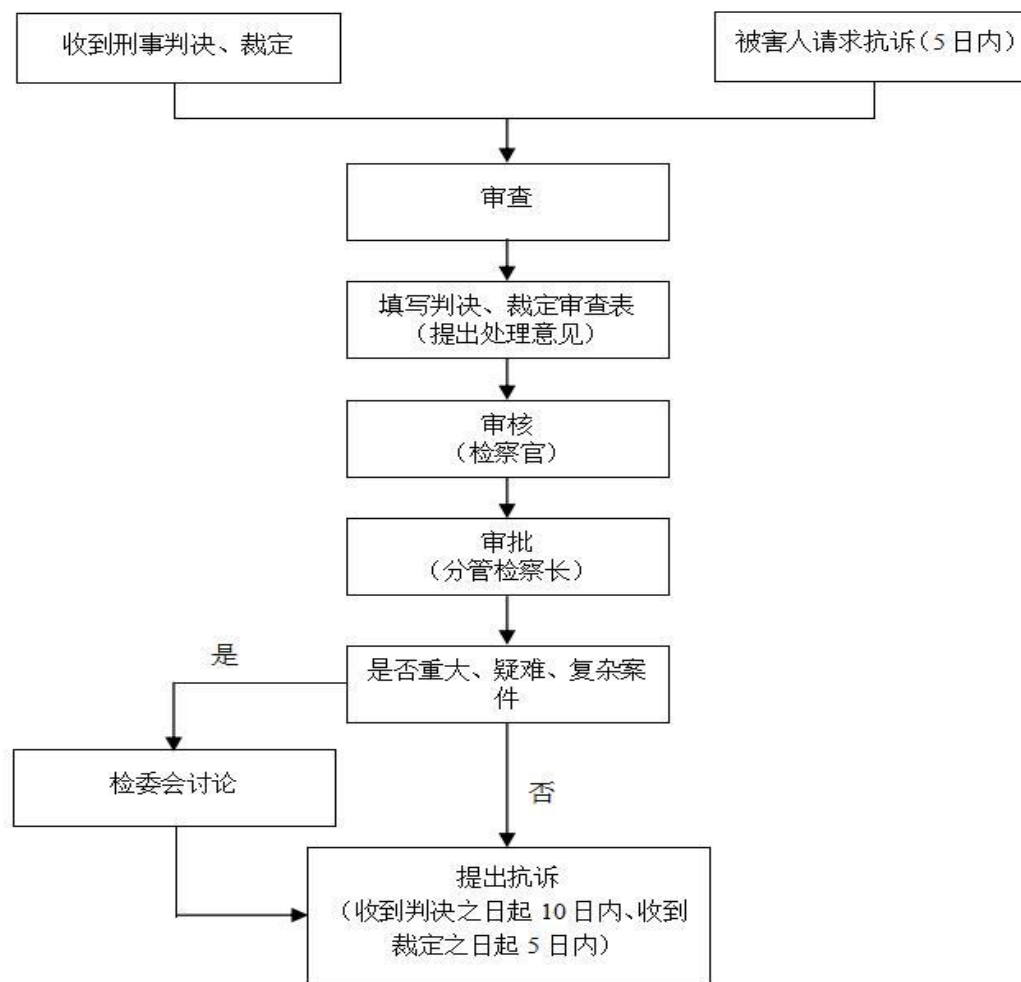 收到刑事判决、裁定
被害人请求抗诉（5日内）
审查
填写判决、裁定审查表
（提出处理意见）
审核
（检察官）
审批
（分管检察长）
是否重大、疑难、复杂案
件
是
检委会讨论
否
提出抗诉
（收到判决之日起 10 日内、收到
裁定之日起 5 日内）